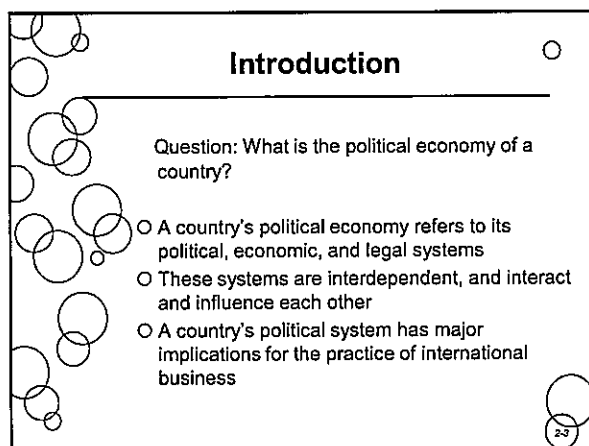 Introduction
Question: What is the political economy of a
country?
A country's political economy refers to its
political, economic, and legal systems
These systems are interdependent, and interact
and influence each other
A country's political system has major
implications for the practice of international
business
2-3